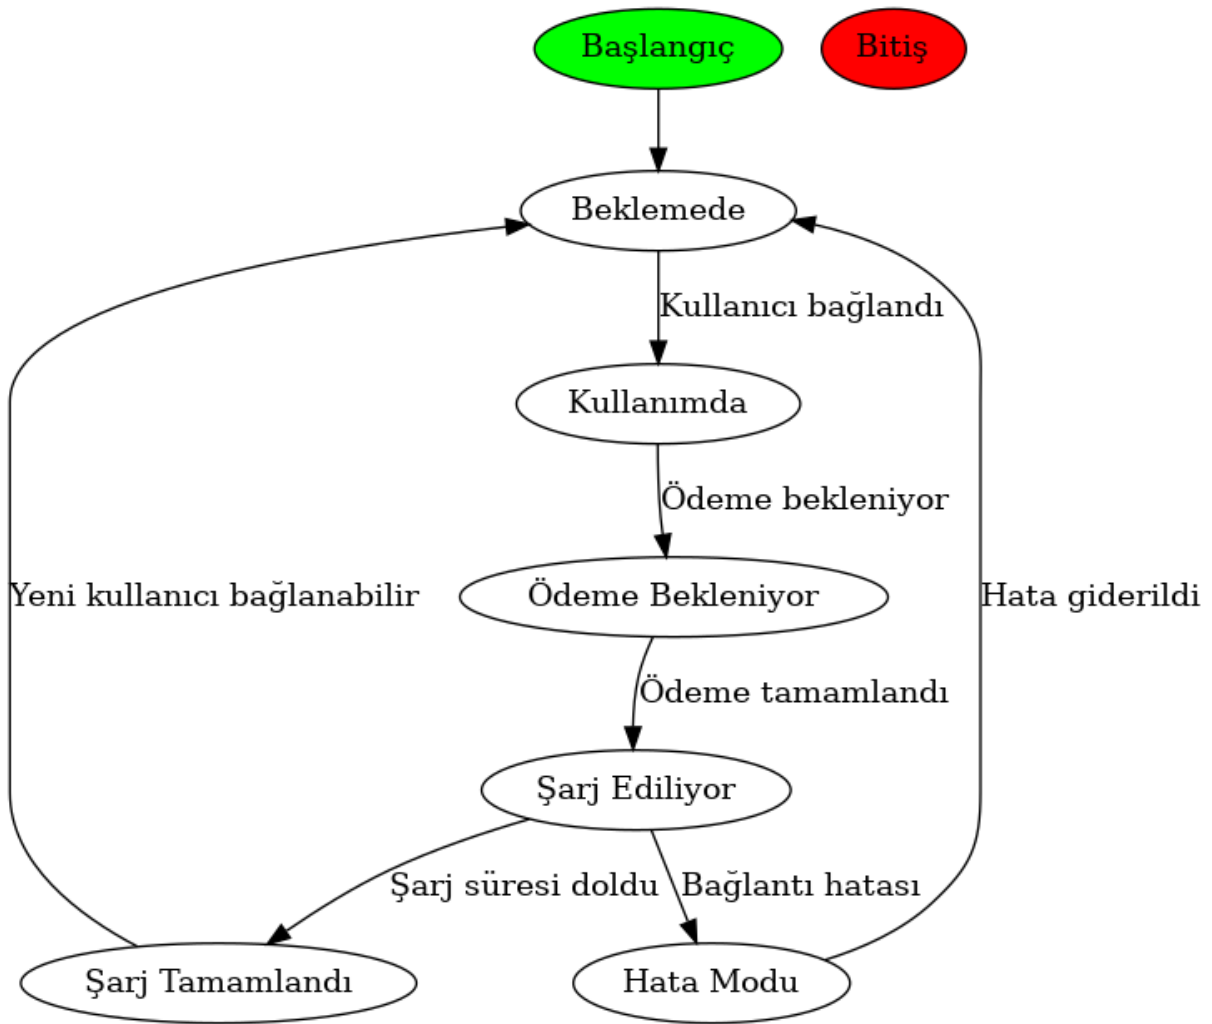 Başlangıç
Bitiş
Beklemede
Kullanıcı bağlandı
Kullanımda
Ödeme bekleniyor
Yeni kullanıcı bağlanabilir
Ödeme Bekleniyor
Hata giderildi
Ödeme tamamlandı
Şarj Ediliyor
Şarj süresi doldu
Bağlantı hatası
Şarj Tamamlandı
Hata Modu